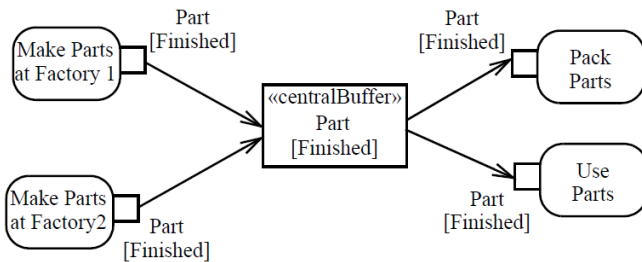 Make Parts
at Factory 1
Part
[Finished]
Make Parts
at Factory2
Part
[Finished]
«centralBuffer»
Part
[Finished]
Part
[Finished]
Pack
Parts
Part
[Finished]
Use
Parts